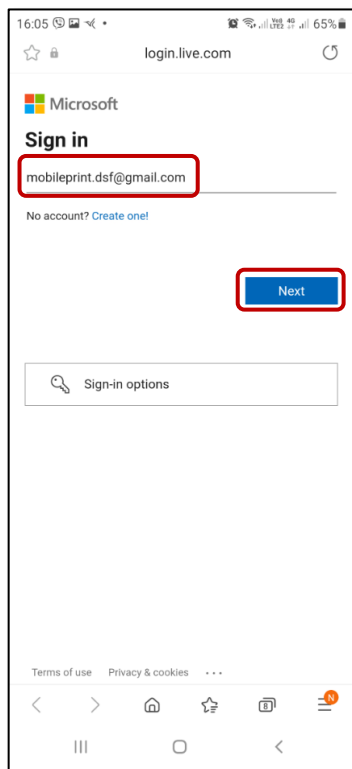 16:05 65%
login.live.com
Microsoft
Sign in
mobileprint.dsf@gmail.com
No account? Create one!
Next
Sign-in options
Terms of use Privacy & cookies ...
8 N